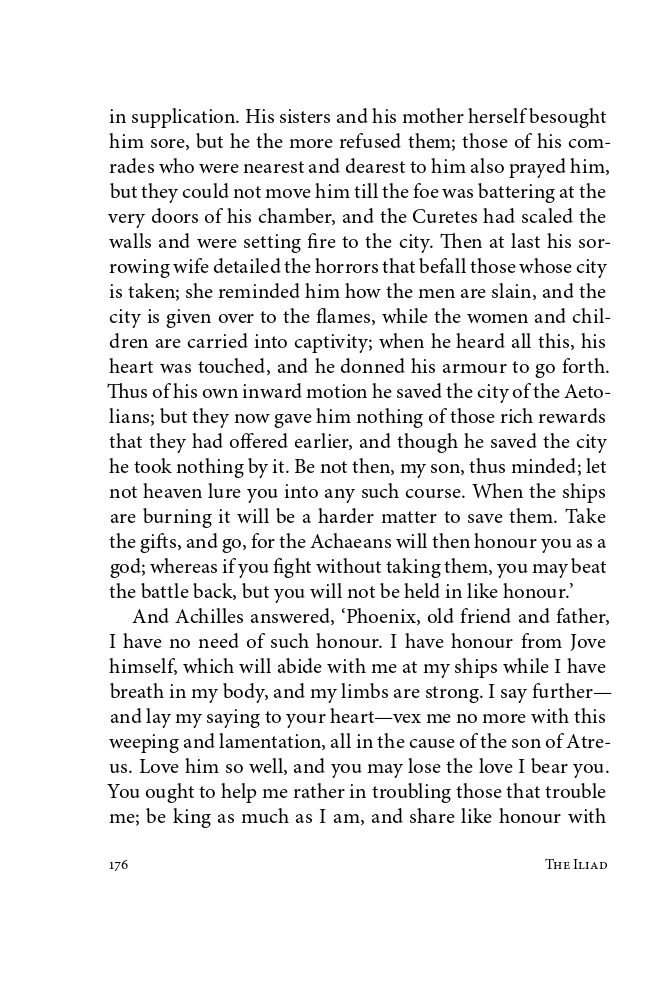 in supplication. His sisters and his mother herself besought
him sore, but he the more refused them; those of his com-
rades who were nearest and dearest to him also prayed him,
but they could not move him till the foe was battering at the
very doors of his chamber, and the Curetes had scaled the
walls and were setting fire to the city. Then at last his sor-
rowing wife detailed the horrors that befall those whose city
is taken; she reminded him how the men are slain, and the
city is given over to the flames, while the women and chil-
dren are carried into captivity; when he heard all this, his
heart was touched, and he donned his armour to go forth.
Thus of his own inward motion he saved the city of the Aeto-
lians; but they now gave him nothing of those rich rewards
that they had offered earlier, and though he saved the city
he took nothing by it. Be not then, my son, thus minded; let
not heaven lure you into any such course. When the ships
are burning it will be a harder matter to save them. Take
the gifts, and go, for the Achaeans will then honour you as a
god; whereas if you fight without taking them, you may beat
the battle back, but you will not be held in like honour.’
And Achilles answered, ‘Phoenix, old friend and father,
I have no need of such honour. I have honour from Jove
himself, which will abide with me at my ships while I have
breath in my body, and my limbs are strong. I say further—
and lay my saying to your heart—vex me no more with this
weeping and lamentation, all in the cause of the son of Atre-
us. Love him so well, and you may lose the love I bear you.
You ought to help me rather in troubling those that trouble
me; be king as much as I am, and share like honour with
176 The Iliad